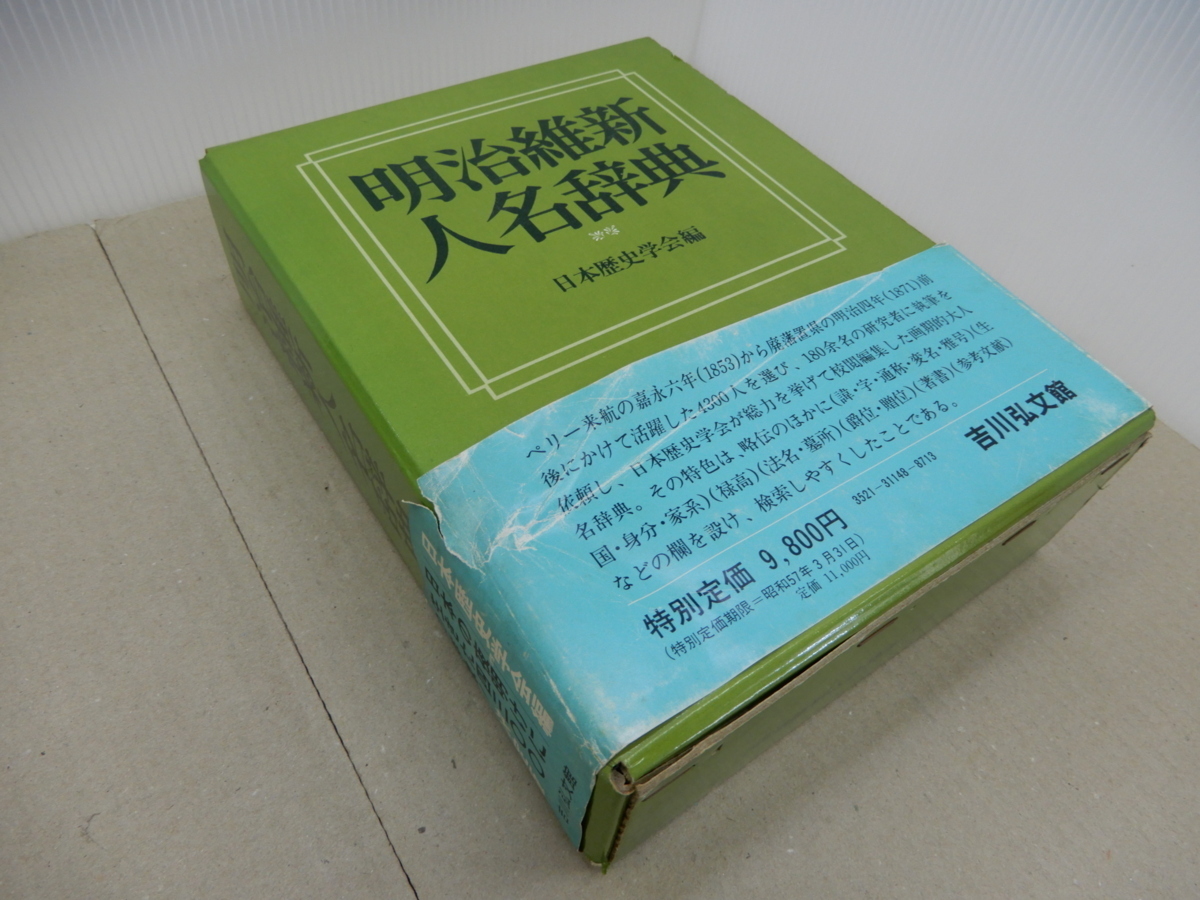 明治維新
人名辞典
日本歴史学会編
ペリー来航の嘉永六年(1853)から廃藩置県の明治四年(1871)前
後にかけて活躍した4300人を選び、180余名の研究者に執筆を
依頼し、日本歴史学会が総力を挙げて校閲編集した画期的大人
名辞典。その特色は、略伝のほかに(諱・字・通称・変名・雅号)(生
国・身分・家系)(禄高)(法名・墓所)(爵位・贈位)(著書)(参考文献)
などの欄を設け、検索しやすくしたことである。
3521-31148-8713
吉川弘文館
特別定価 9,800円
(特別定価期限=昭和57年3月31日)
定価 11,000円
日本歴史学会編